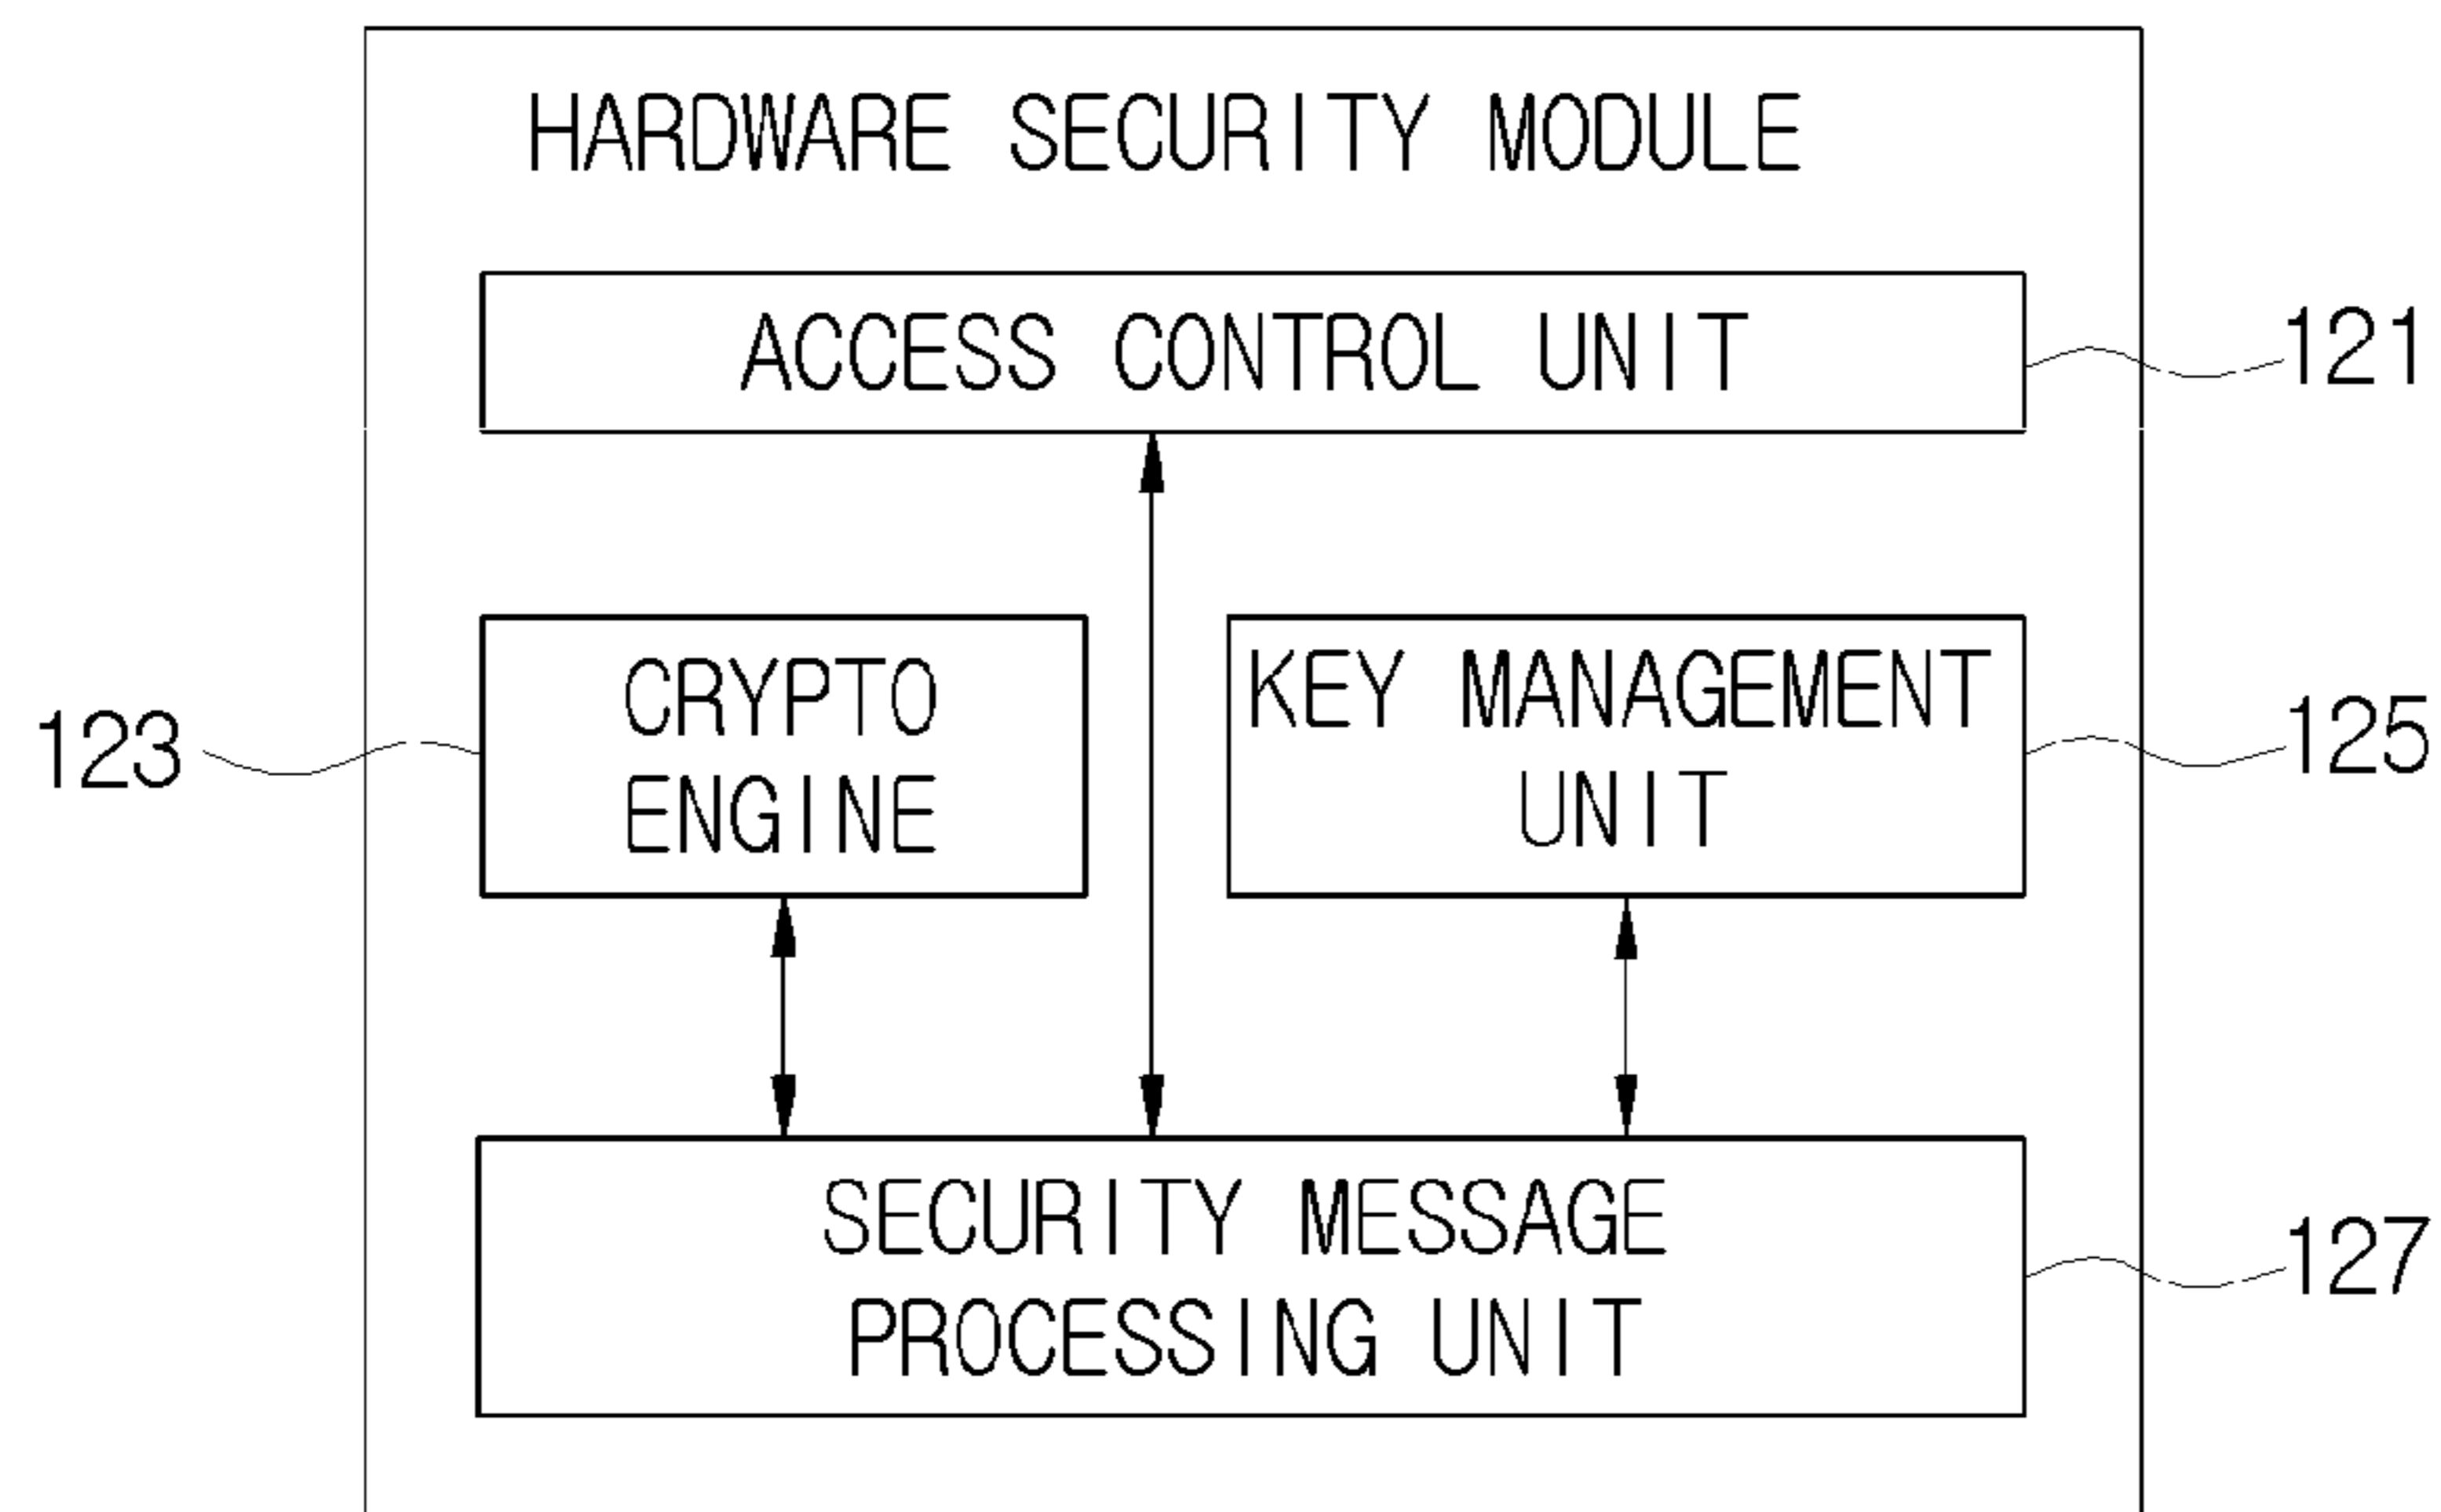 HARDWARE SECURITY MODULE
ACCESS CONTROL UNIT
121
CRYPTO
ENGINE
123
KEY MANAGEMENT
UNIT
125
SECURITY MESSAGE
PROCESSING UNIT
127